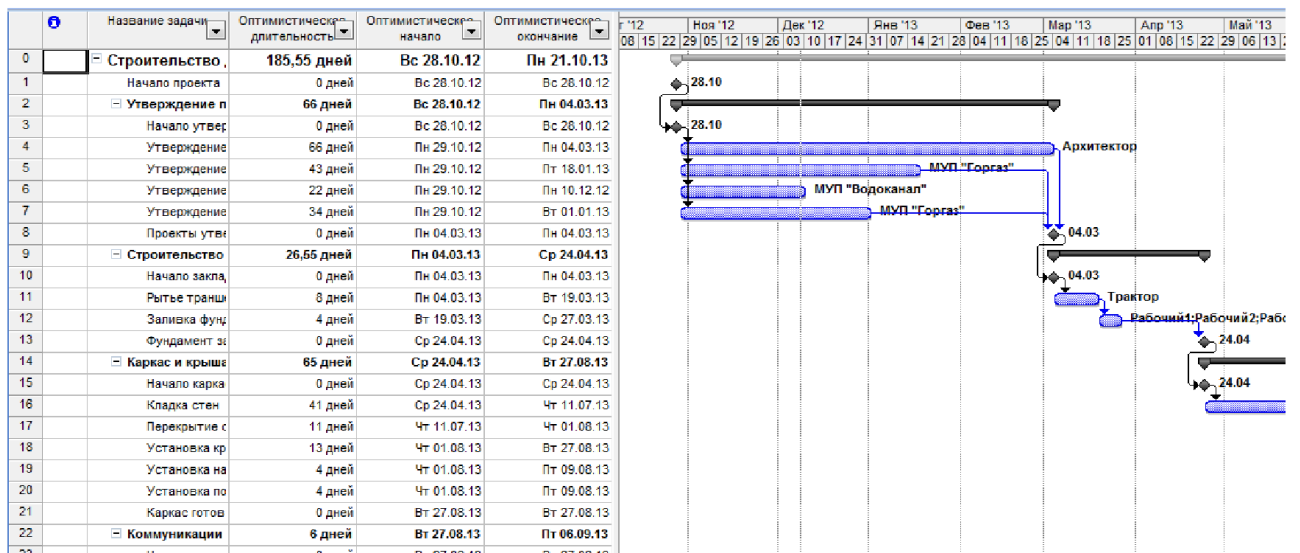 Название задачи Оптимистическая Оптимистическое Оптимистическое т '12 Ноя '12 Дек '12 Янв '13 Фев '13 Мар '13 Апр '13 Май '13
длительность начало окончание 08 15 22 29 05 12 19 26 03 10 17 24 31 07 14 21 28 04 11 18 25 04 11 18 25 01 08 15 22 29 06 13
0 Строительство 185,55 дней Вс 28.10.12 Пн 21.10.13
1 Начало проекта 0 дней Вс 28.10.12 Вс 28.10.12 28.10
2 Утверждение п 66 дней Вс 28.10.12 Пн 04.03.13
3 Начало утвер 0 дней Вс 28.10.12 Вс 28.10.12 28.10
4 Утверждение 66 дней Пн 29.10.12 Пн 04.03.13 Архитектор
5 Утверждение 43 дней Пн 29.10.12 Пт 18.01.13 МУП "Горгаз"
6 Утверждение 22 дней Пн 29.10.12 Пн 10.12.12 МУП "Водоканал"
7 Утверждение 34 дней Пн 29.10.12 Вт 01.01.13 МУП "Горгаз"
8 Проекты утве 0 дней Пн 04.03.13 Пн 04.03.13 04.03
9 Строительство 26,55 дней Пн 04.03.13 Ср 24.04.13
10 Начало закла 0 дней Пн 04.03.13 Пн 04.03.13 04.03
11 Рытье транш 8 дней Пн 04.03.13 Вт 19.03.13 Трактор
12 Заливка фунд 4 дней Вт 19.03.13 Ср 27.03.13 Рабочий1;Рабочий2;Рабо
13 Фундамент за 0 дней Ср 24.04.13 Ср 24.04.13 24.04
14 Каркас и крыша 65 дней Ср 24.04.13 Вт 27.08.13
15 Начало карка 0 дней Ср 24.04.13 Ср 24.04.13 24.04
16 Кладка стен 41 дней Ср 24.04.13 Чт 11.07.13
17 Перекрытие с 11 дней Чт 11.07.13 Чт 01.08.13
18 Установка кр 13 дней Чт 01.08.13 Вт 27.08.13
19 Установка на 4 дней Чт 01.08.13 Пт 09.08.13
20 Установка по 4 дней Чт 01.08.13 Пт 09.08.13
21 Каркас готов 0 дней Вт 27.08.13 Вт 27.08.13
22 Коммуникации 6 дней Вт 27.08.13 Пт 06.09.13